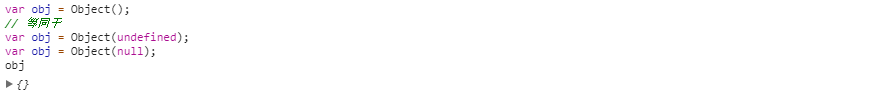 var obj = Object();
// 等同于
var obj = Object(undefined);
var obj = Object(null);
obj
▶ {}